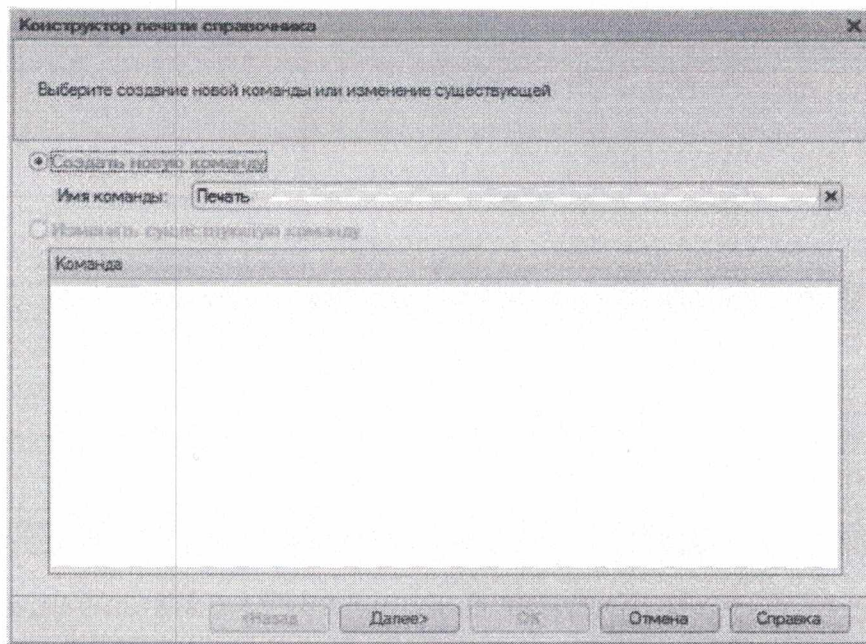 Конструктор печати справочника
Выберите создание новой команды или изменение существующей
Создать новую команду
Имя команды: Печать
Изменить существующую команду
Команда
<Назад Далее> ОК Отмена Справка